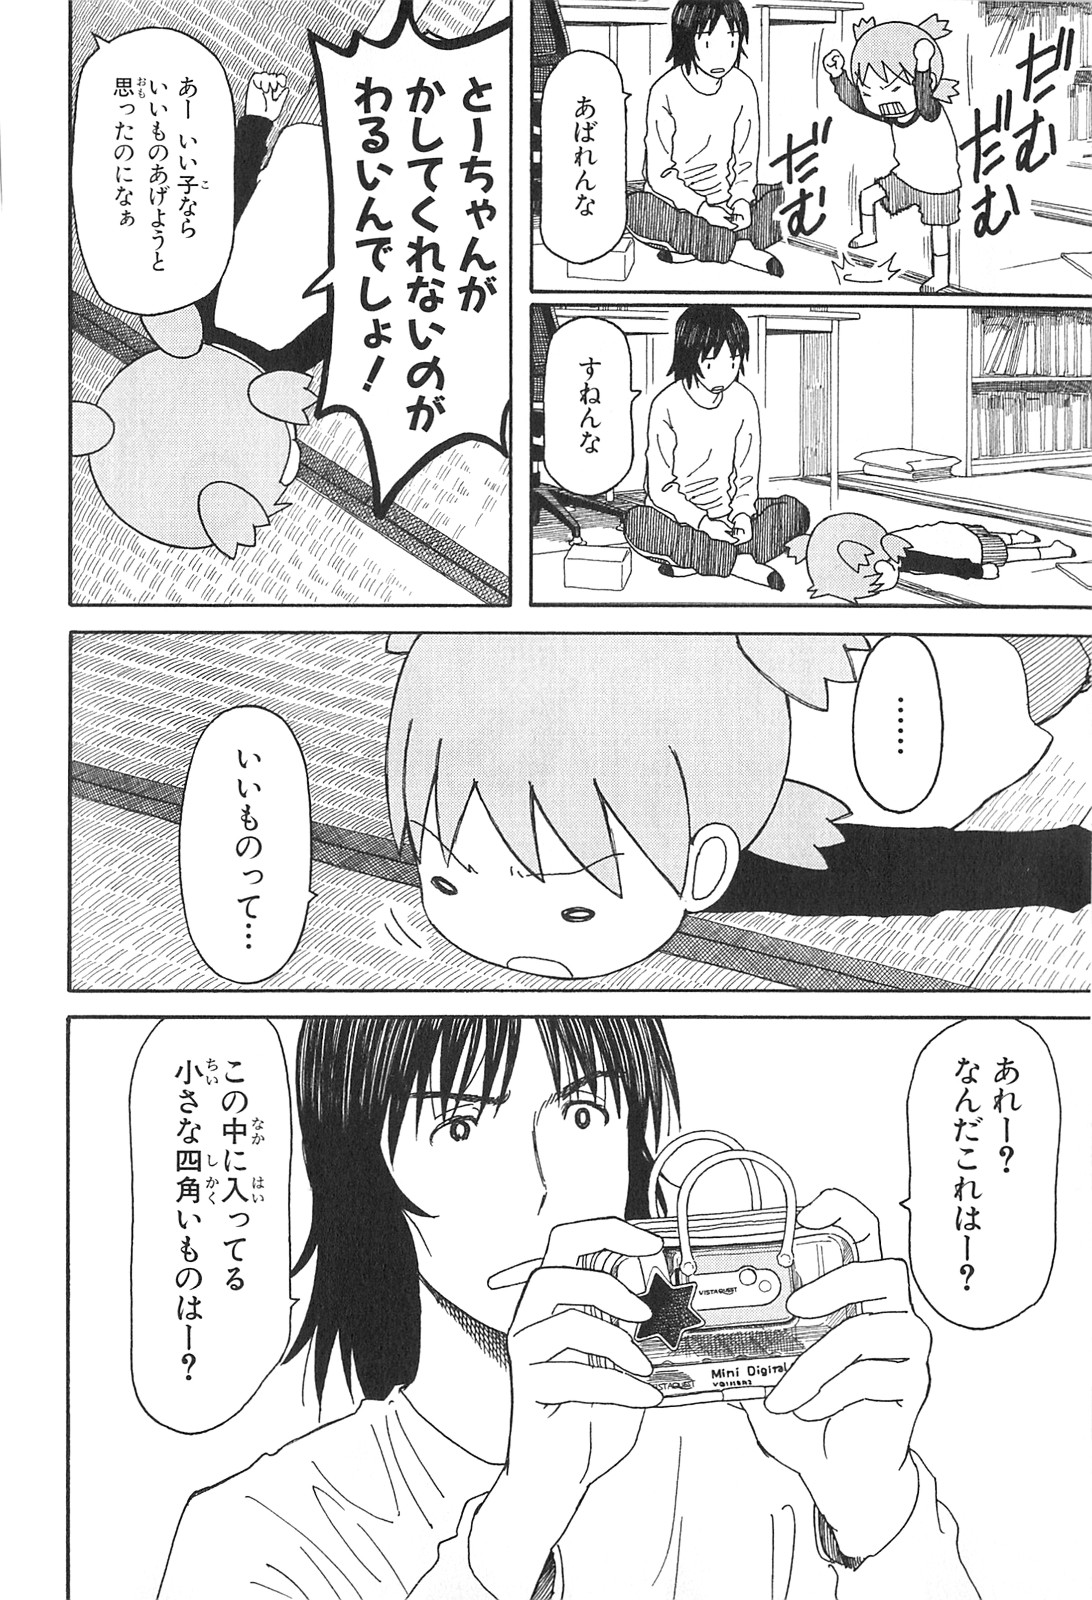 だむ
だむ
だむ
あばれんな
すねんな
とーちゃんが
かしてくれないのが
わるいんでしょ!
あー いい子なら
いいものあげようと
思ったのになぁ
……
いいものって…
あれー?
なんだこれはー?
VISTAQUEST
Mini Digital
VISTAQUEST
この中に入ってる
小さな四角いものはー?